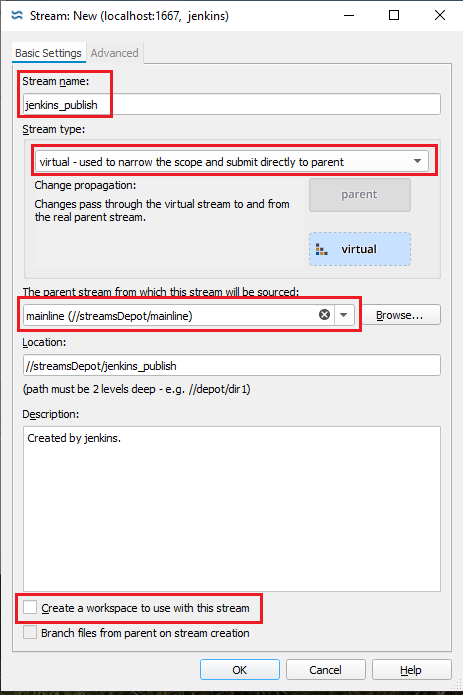 Stream: New (localhost:1667,  jenkins)
Basic Settings Advanced
Stream name:
jenkins_publish
Stream type:
virtual - used to narrow the scope and submit directly to parent
Change propagation:
Changes pass through the virtual stream to and from
the real parent stream.
parent
virtual
The parent stream from which this stream will be sourced:
mainline (//streamsDepot/mainline)
Browse...
Location:
//streamsDepot/jenkins_publish
(path must be 2 levels deep - e.g. //depot/dir1)
Description:
Created by jenkins.
Create a workspace to use with this stream
Branch files from parent on stream creation
OK Cancel Help